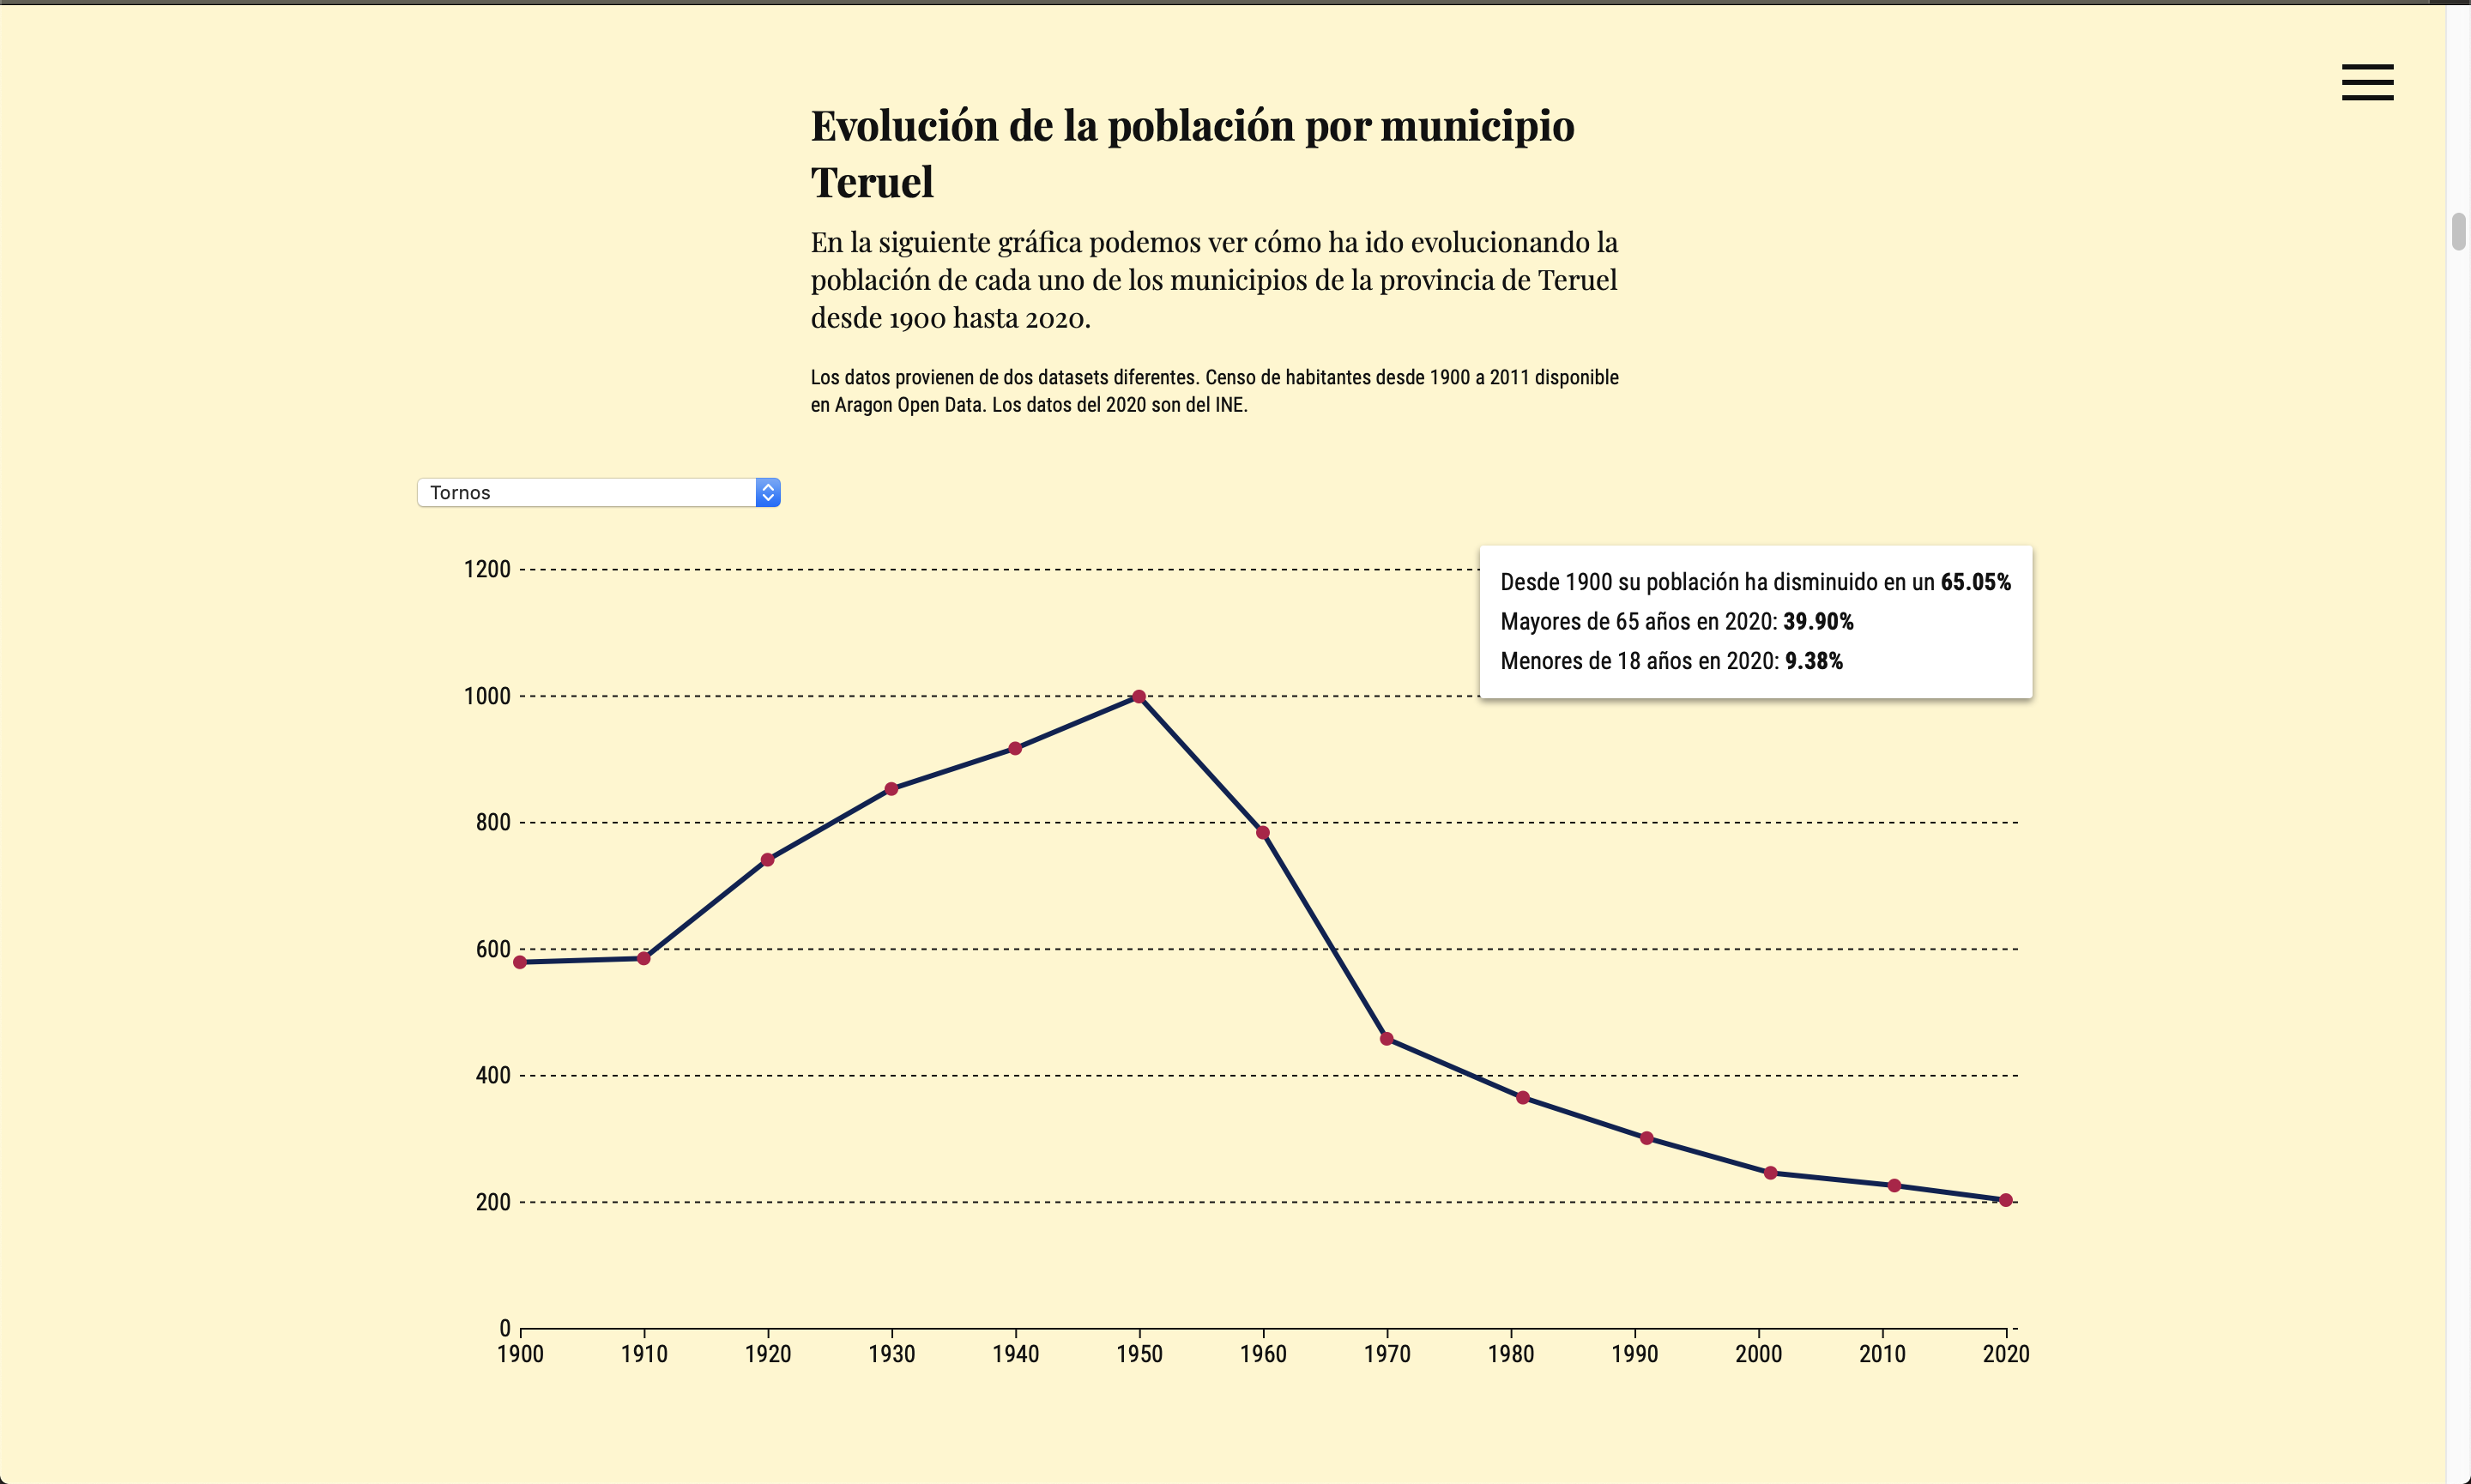 Evolución de la población por municipio
Teruel
En la siguiente gráfica podemos ver cómo ha ido evolucionando la
población de cada uno de los municipios de la provincia de Teruel
desde 1900 hasta 2020.
Los datos provienen de dos datasets diferentes. Censo de habitantes desde 1900 a 2011 disponible
en Aragon Open Data. Los datos del 2020 son del INE.
Tornos
Desde 1900 su población ha disminuido en un 65.05%
Mayores de 65 años en 2020: 39.90%
Menores de 18 años en 2020: 9.38%
1200
1000
800
600
400
200
0
1900 1910 1920 1930 1940 1950 1960 1970 1980 1990 2000 2010 2020